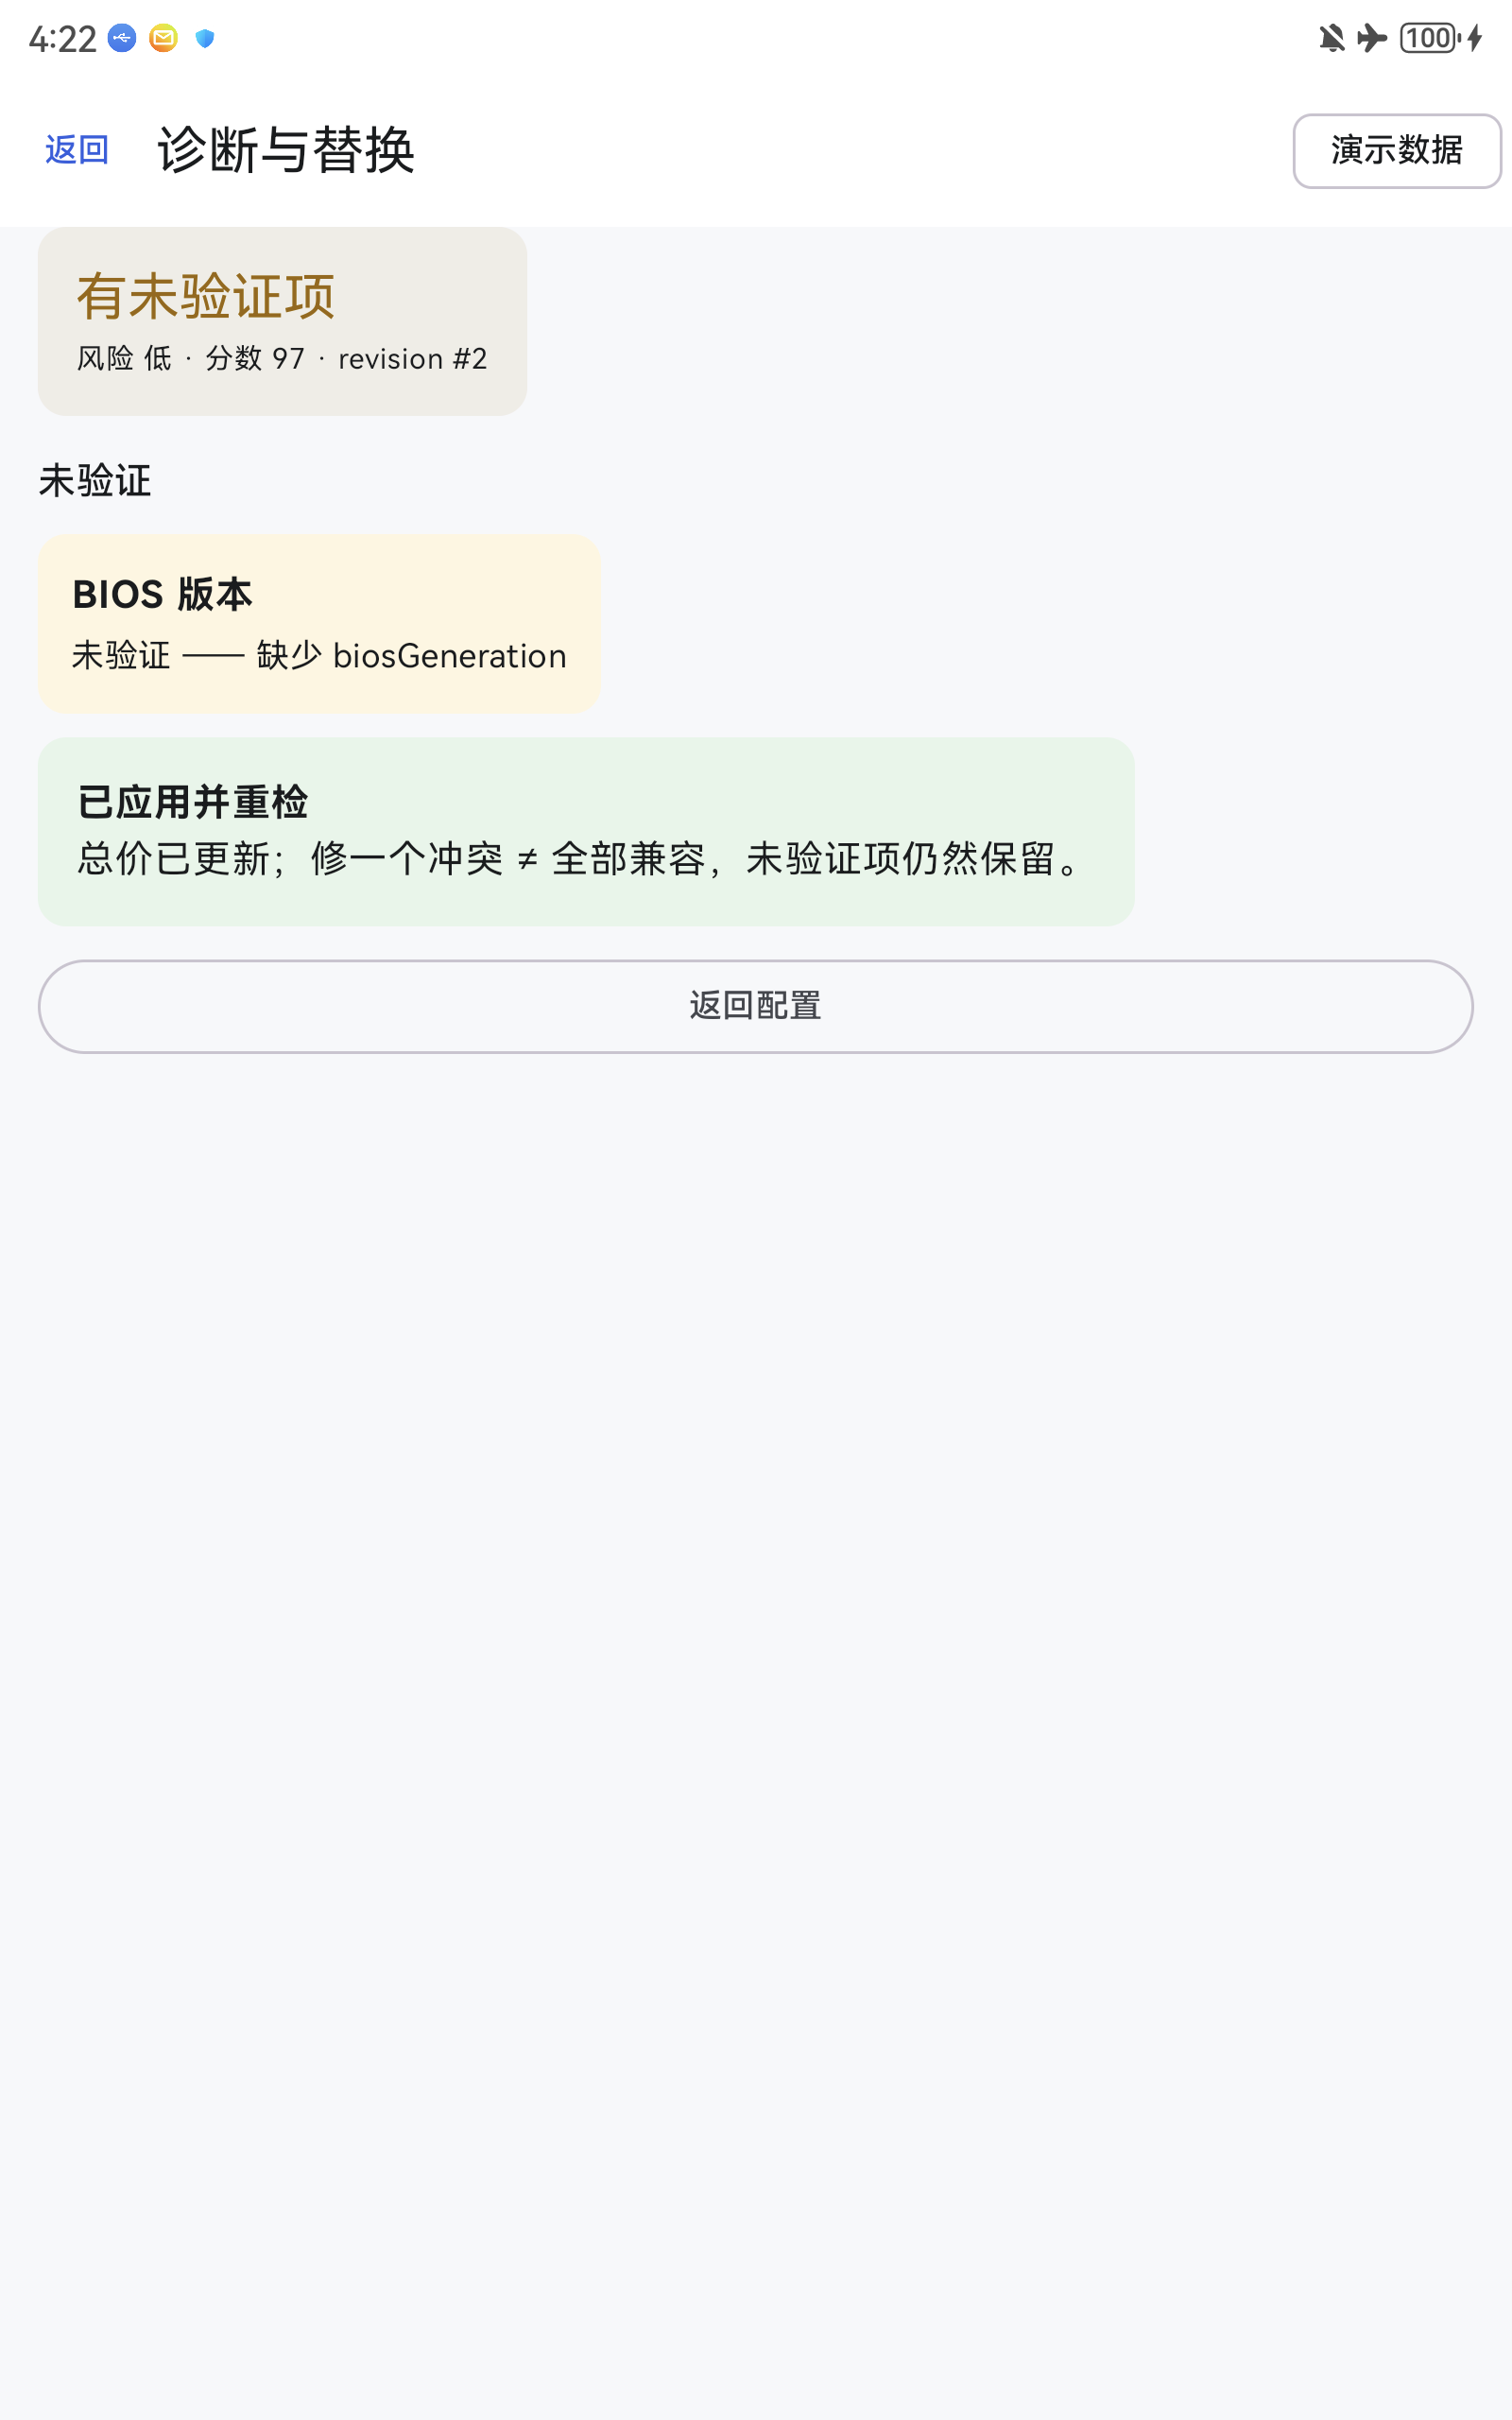 4:22
100
返回 诊断与替换 演示数据
有未验证项
风险 低 · 分数 97 · revision #2
未验证
BIOS 版本
未验证 —— 缺少 biosGeneration
已应用并重检
总价已更新；修一个冲突 ≠ 全部兼容，未验证项仍然保留。
返回配置